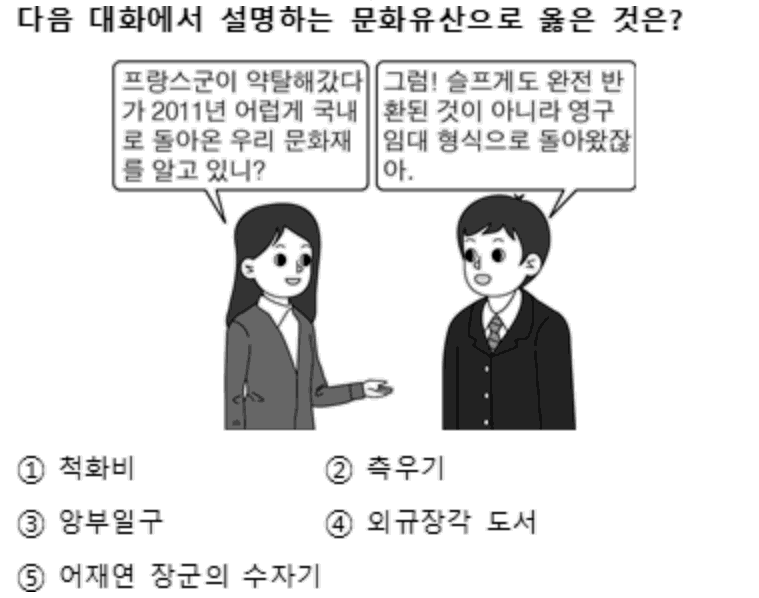 다음 대화에서 설명하는 문화유산으로 옳은 것은?
프랑스군이 약탈해갔다
가 2011년 어렵게 국내
로 돌아온 우리 문화재
를 알고 있니?
그럼! 슬프게도 완전 반
환된 것이 아니라 영구
임대 형식으로 돌아왔잖
아.
① 척화비
② 측우기
③ 앙부일구
④ 외규장각 도서
⑤ 어재연 장군의 수자기